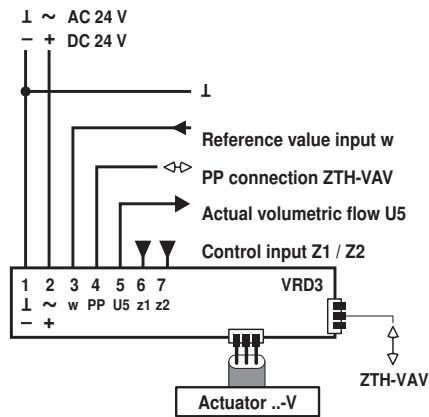 ⊥ ~ AC 24 V
– + DC 24 V
⊥
Reference value input w
PP connection ZTH-VAV
Actual volumetric flow U5
Control input Z1 / Z2
1 2 3 4 5 6 7 VRD3
⊥ ~ w PP U5 z1 z2
– +
ZTH-VAV
Actuator ..-V